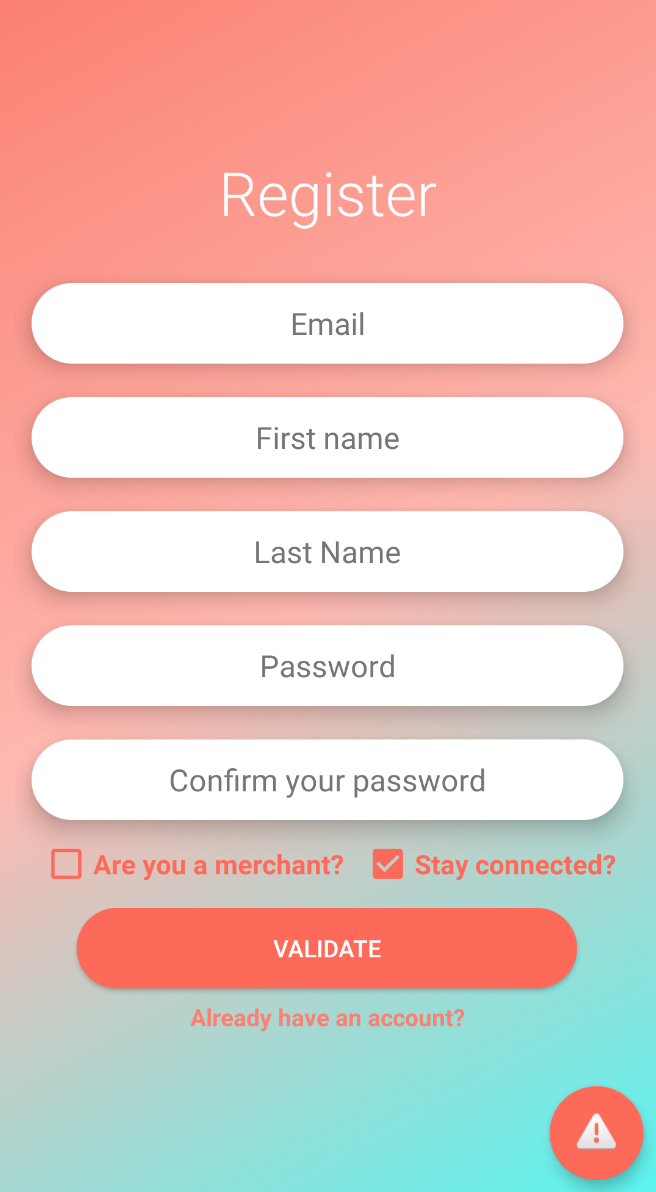 Register
Email
First name
Last Name
Password
Confirm your password
Are you a merchant? Stay connected?
VALIDATE
Already have an account?